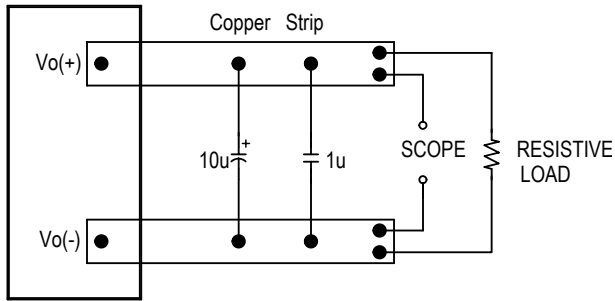 Copper Strip
Vo(+)
+
10u
1u
SCOPE
RESISTIVE
LOAD
Vo(-)